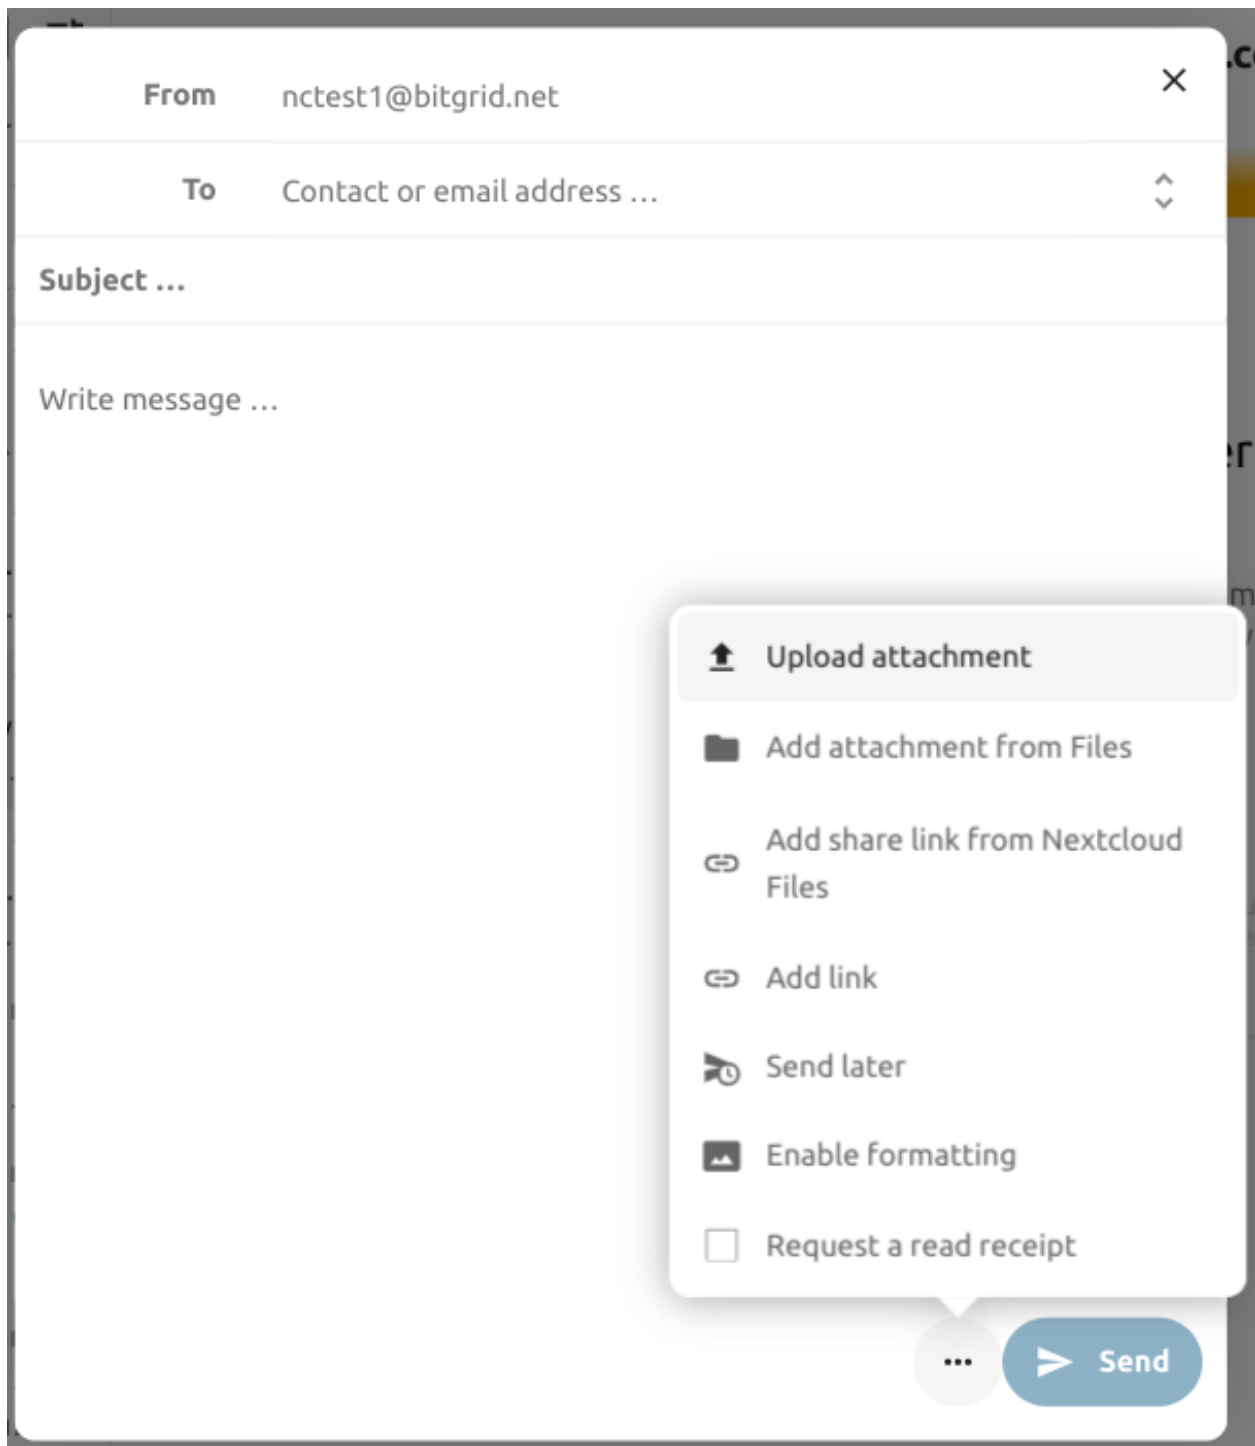 From nctest1@bitgrid.net
To Contact or email address …
Subject …
Write message …
Upload attachment
Add attachment from Files
Add share link from Nextcloud
Files
Add link
Send later
Enable formatting
Request a read receipt
Send